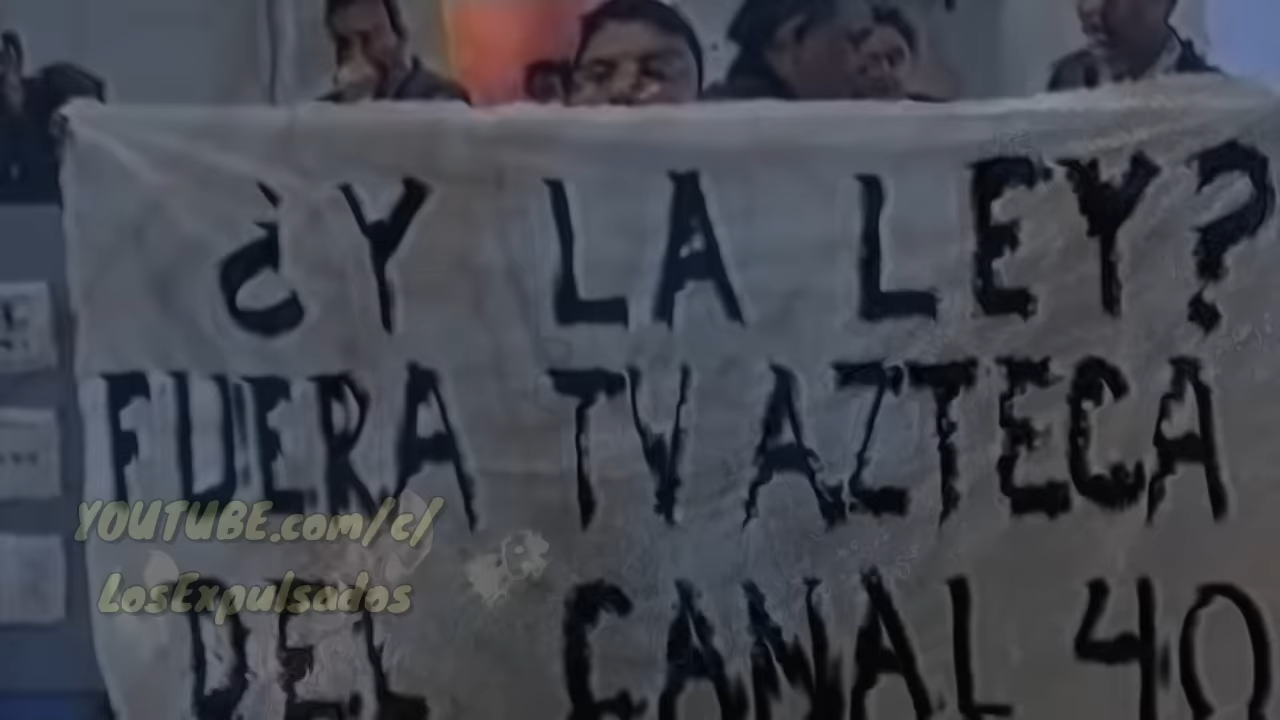 ¿Y LA LEY?
FUERA TV AZTECA
DEL CANAL 40
YOUTUBE.com/c/
LosExpulsados